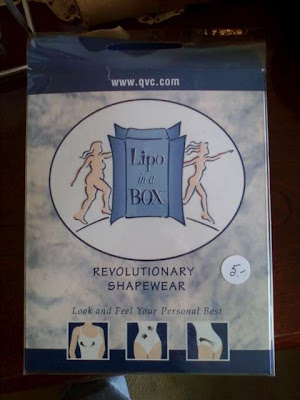 www.qvc.com
Lipo
in a
BOX
REVOLUTIONARY
SHAPEWEAR
5.-
Look and Feel Your Personal Best